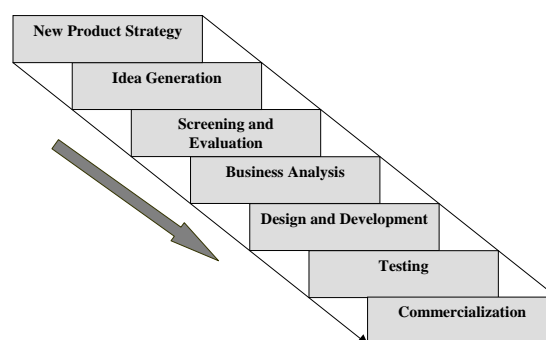 New Product Strategy
Idea Generation
Screening and
Evaluation
Business Analysis
Design and Development
Testing
Commercialization